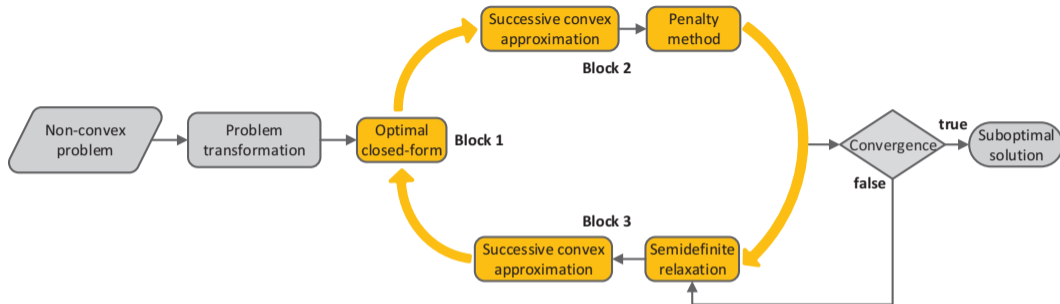 Successive convex
approximation
Penalty
method
Block 2
Non-convex
problem
Problem
transformation
Optimal
closed-form
Block 1
Convergence
true
false
Suboptimal
solution
Block 3
Successive convex
approximation
Semidefinite
relaxation